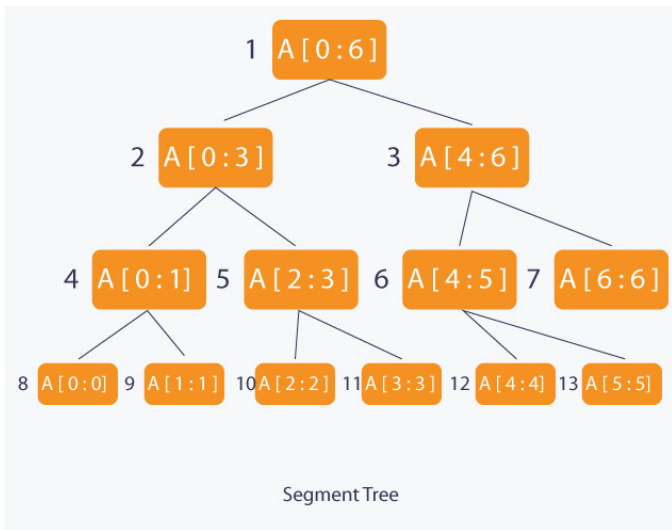 1 A[0:6]
2 A[0:3] 3 A[4:6]
4 A[0:1] 5 A[2:3] 6 A[4:5] 7 A[6:6]
8 A[0:0] 9 A[1:1] 10 A[2:2] 11 A[3:3] 12 A[4:4] 13 A[5:5]
Segment Tree